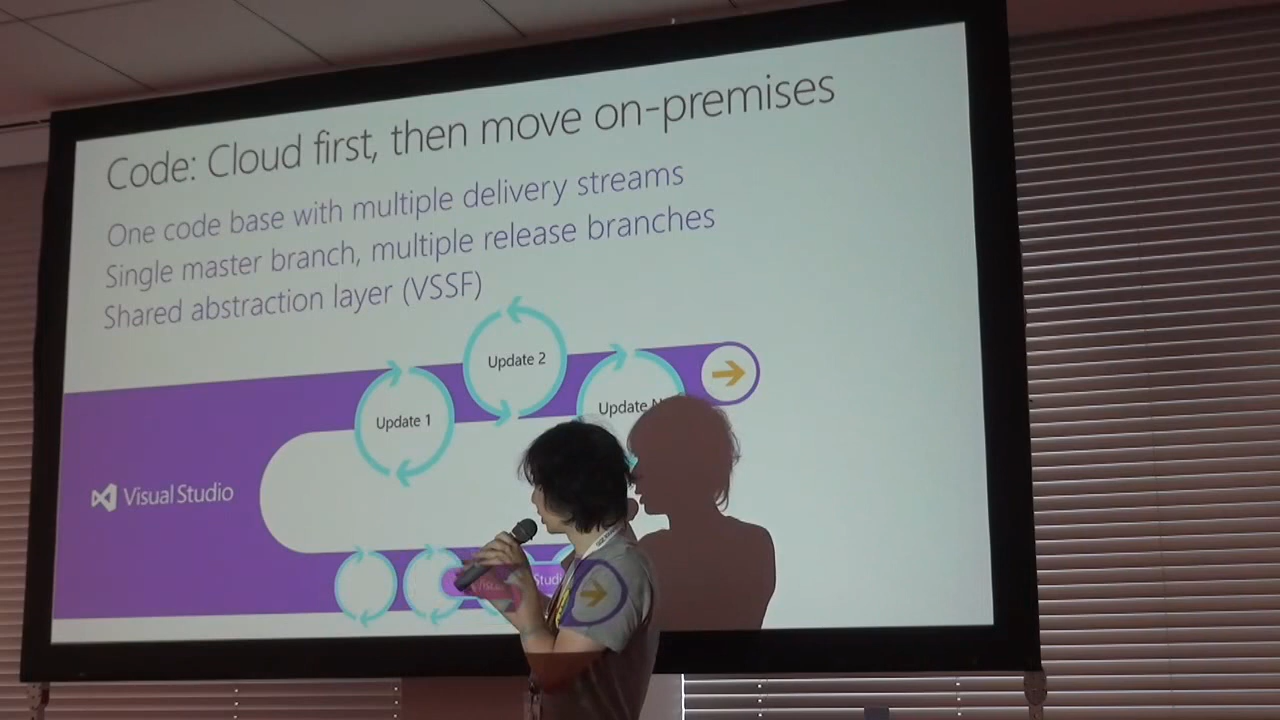 Code: Cloud first, then move on-premises
One code base with multiple delivery streams
Single master branch, multiple release branches
Shared abstraction layer (VSSF)
Update 2
Update
Update 1
Visual Studio